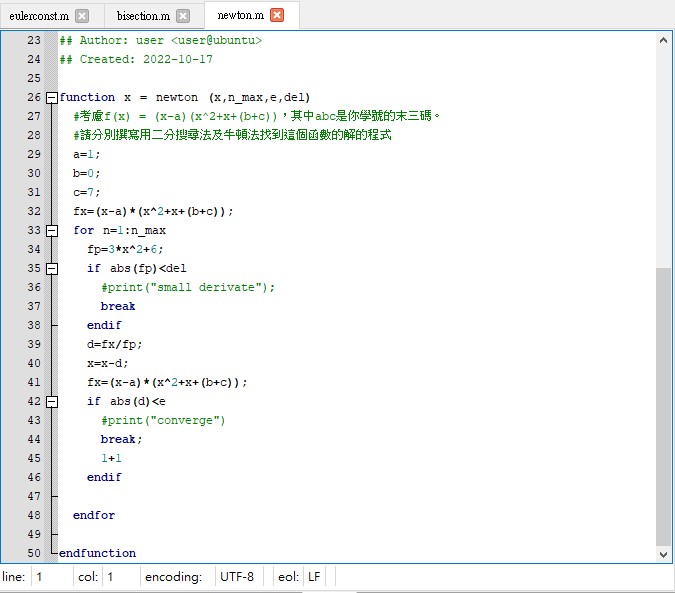 eulerconst.m bisection.m newton.m
23 ## Author: user <user@ubuntu>
24 ## Created: 2022-10-17
25
26 function x = newton (x,n_max,e,del)
27 #考慮f(x) = (x-a)(x^2+x+(b+c))，其中abc是你學號的末三碼。
28 #請分別撰寫用二分搜尋法及牛頓法找到這個函數的解的程式
29 a=1;
30 b=0;
31 c=7;
32 fx=(x-a)*(x^2+x+(b+c));
33 for n=1:n_max
34 fp=3*x^2+6;
35 if abs(fp)<del
36 #print("small derivate");
37 break
38 endif
39 d=fx/fp;
40 x=x-d;
41 fx=(x-a)*(x^2+x+(b+c));
42 if abs(d)<e
43 #print("converge")
44 break;
45 1+1
46 endif
47
48 endfor
49
50 endfunction
line: 1 col: 1 encoding: UTF-8 eol: LF